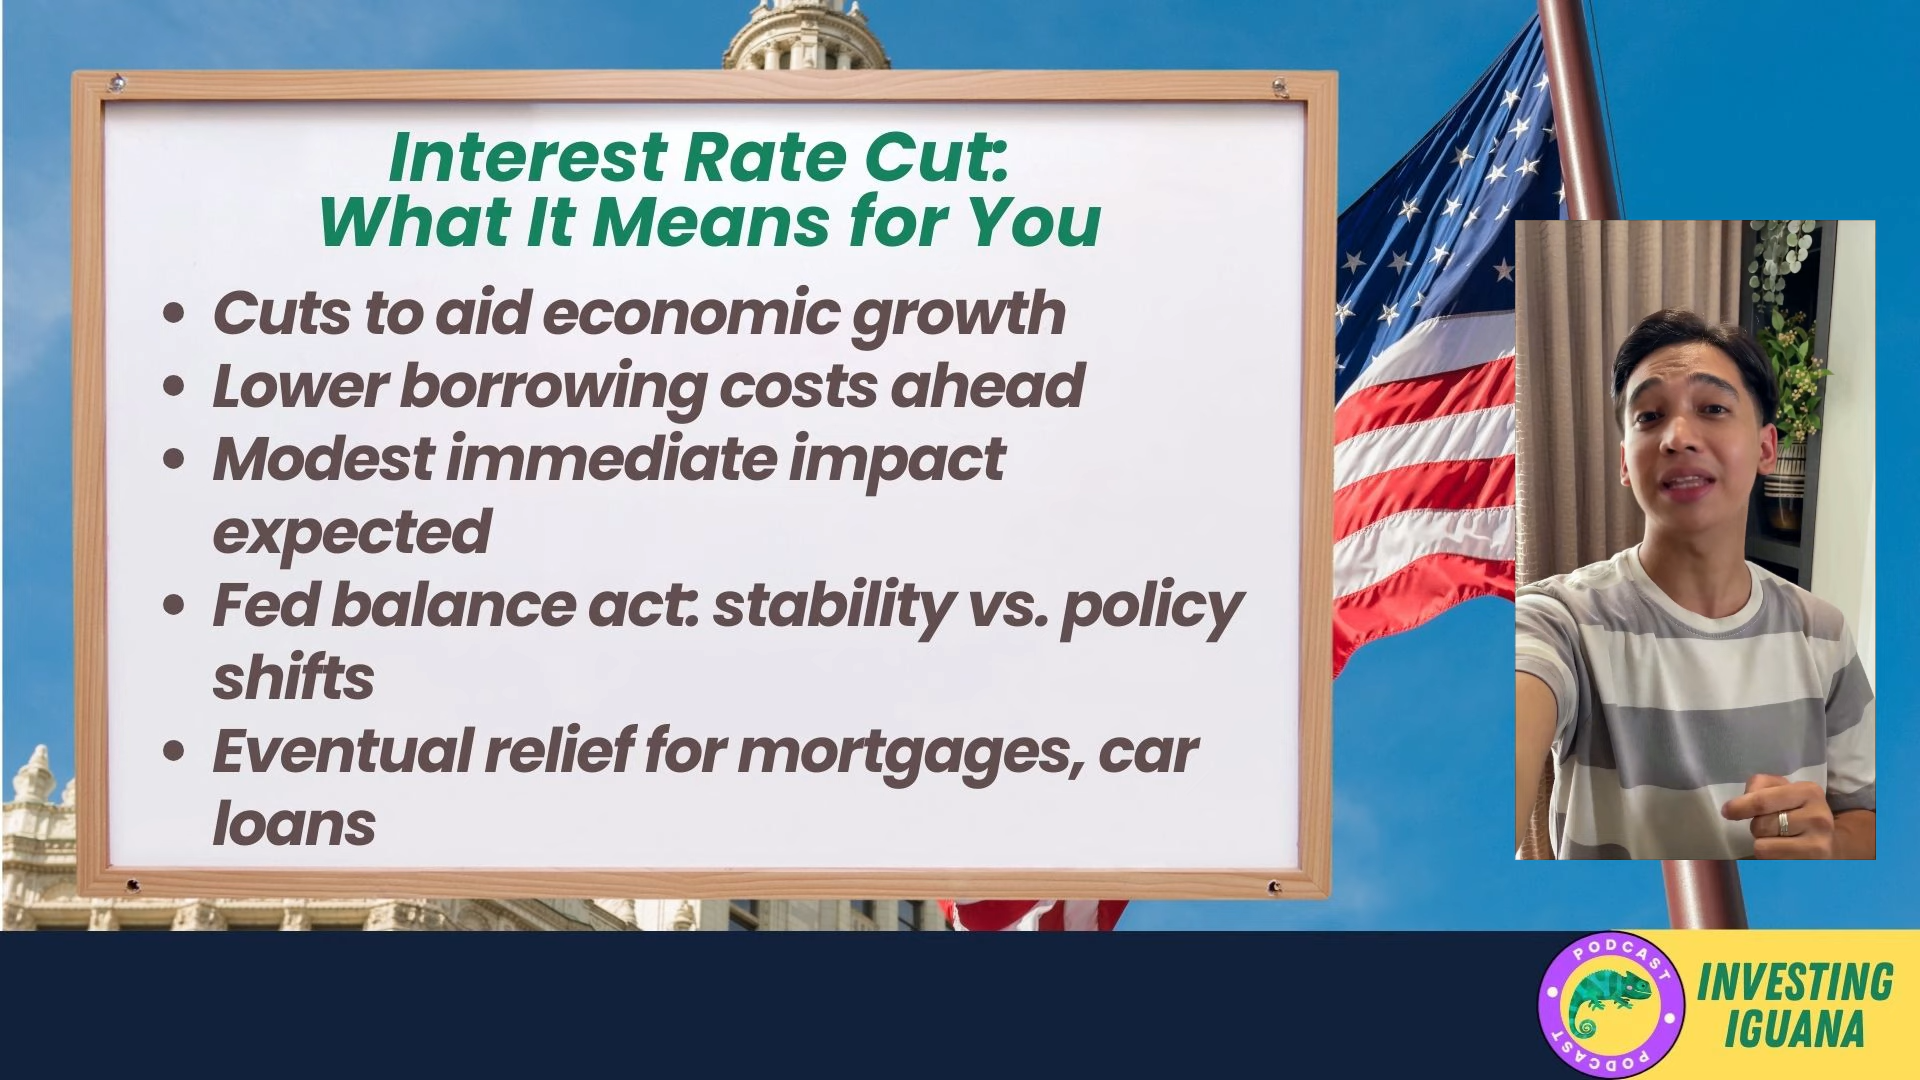 Interest Rate Cut:
What It Means for You
• Cuts to aid economic growth
• Lower borrowing costs ahead
• Modest immediate impact
expected
• Fed balance act: stability vs. policy
shifts
• Eventual relief for mortgages, car
loans
PODCAST
PODCAST
INVESTING
IGUANA